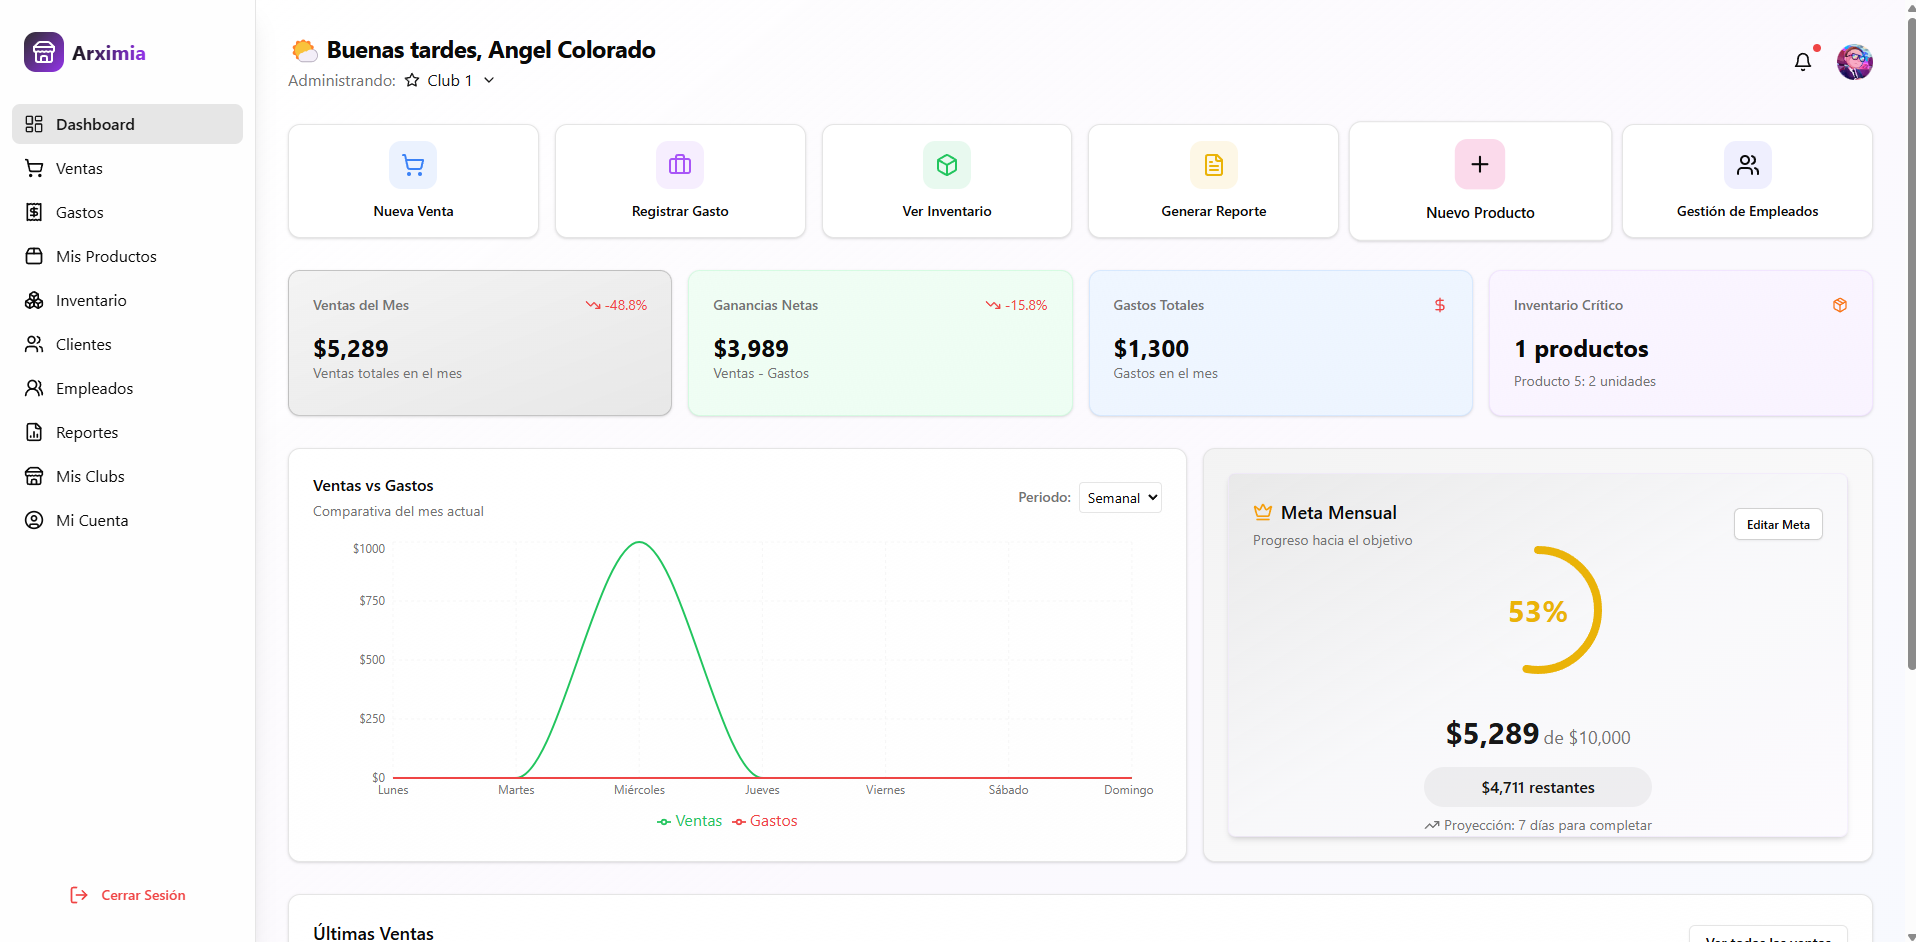 Arximia
Dashboard
Ventas
Gastos
Mis Productos
Inventario
Clientes
Empleados
Reportes
Mis Clubs
Mi Cuenta
Cerrar Sesión
Buenas tardes, Angel Colorado
Administrando: Club 1
Nueva Venta
Registrar Gasto
Ver Inventario
Generar Reporte
Nuevo Producto
Gestión de Empleados
Ventas del Mes -48.8%
$5,289
Ventas totales en el mes
Ganancias Netas -15.8%
$3,989
Ventas - Gastos
Gastos Totales $
$1,300
Gastos en el mes
Inventario Crítico
1 productos
Producto 5: 2 unidades
Ventas vs Gastos
Comparativa del mes actual
Periodo: Semanal
$1000
$750
$500
$250
$0
Lunes Martes Miércoles Jueves Viernes Sábado Domingo
Ventas Gastos
Meta Mensual
Progreso hacia el objetivo
Editar Meta
53%
$5,289 de $10,000
$4,711 restantes
Proyección: 7 días para completar
Últimas Ventas
Ver todas las ventas